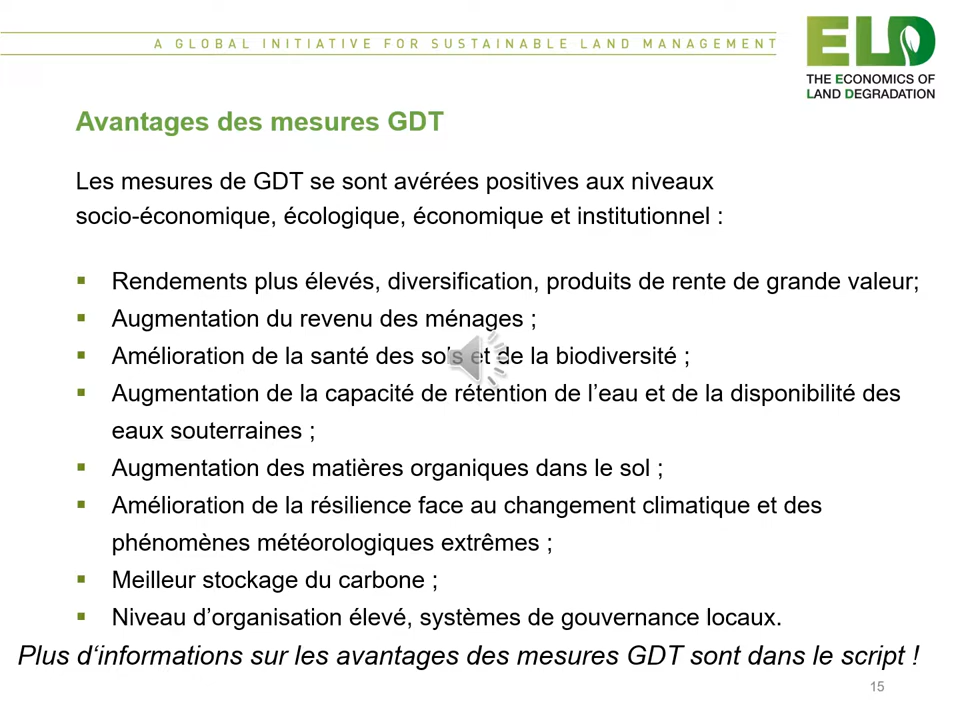 A GLOBAL INITIATIVE FOR SUSTAINABLE LAND MANAGEMENT
ELD
THE ECONOMICS OF
LAND DEGRADATION
Avantages des mesures GDT
Les mesures de GDT se sont avérées positives aux niveaux
socio-économique, écologique, économique et institutionnel :
▪ Rendements plus élevés, diversification, produits de rente de grande valeur;
▪ Augmentation du revenu des ménages ;
▪ Amélioration de la santé des sols et de la biodiversité ;
▪ Augmentation de la capacité de rétention de l’eau et de la disponibilité des
eaux souterraines ;
▪ Augmentation des matières organiques dans le sol ;
▪ Amélioration de la résilience face au changement climatique et des
phénomènes météorologiques extrêmes ;
▪ Meilleur stockage du carbone ;
▪ Niveau d’organisation élevé, systèmes de gouvernance locaux.
Plus d‘informations sur les avantages des mesures GDT sont dans le script !
15